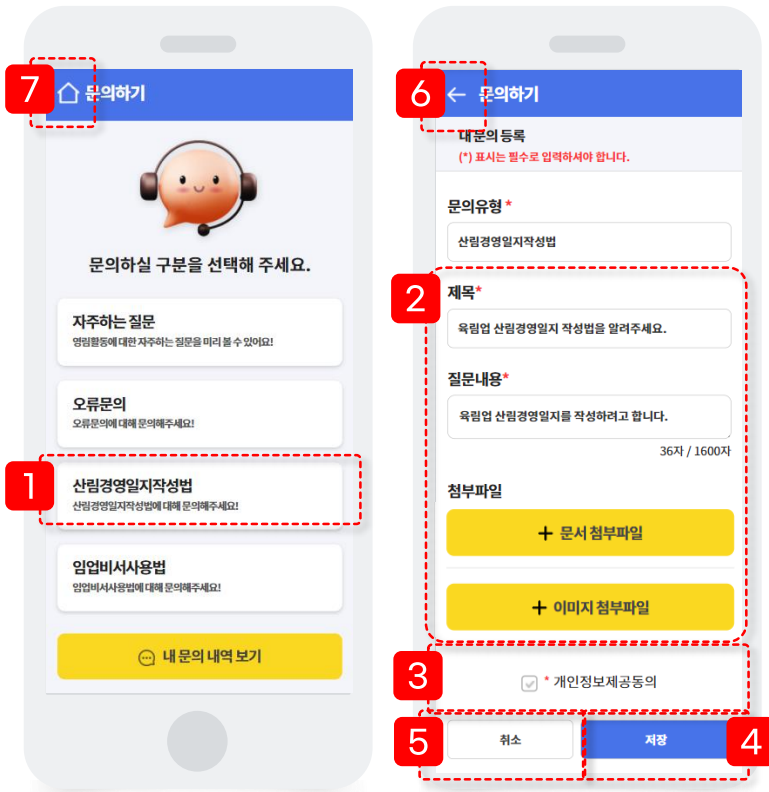 7
문의하기
문의하실 구분을 선택해 주세요.
자주하는 질문
영림활동에 대한 자주하는 질문을 미리 볼 수 있어요!
오류문의
오류문의에 대해 문의해주세요!
1
산림경영일지작성법
산림경영일지작성법에 대해 문의해주세요!
임업비서사용법
임업비서사용법에 대해 문의해주세요!
내 문의 내역 보기
6
문의하기
내 문의 등록
(*) 표시는 필수로 입력하셔야 합니다.
문의유형 *
산림경영일지작성법
2
제목*
육림업 산림경영일지 작성법을 알려주세요.
질문내용*
육림업 산림경영일지를 작성하려고 합니다.
36자 / 1600자
첨부파일
+ 문서 첨부파일
+ 이미지 첨부파일
3
* 개인정보제공동의
5
취소
저장
4